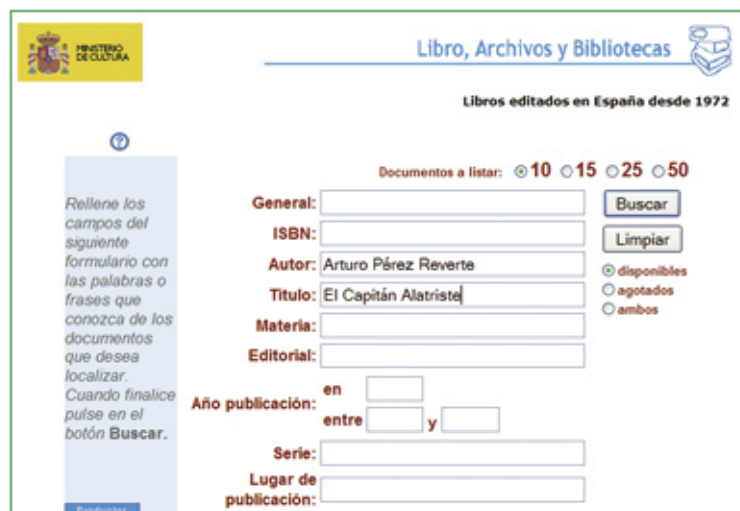 MINISTERIO
DE CULTURA
Libro, Archivos y Bibliotecas
Libros editados en España desde 1972
?
Rellene los
campos del
siguiente
formulario con
las palabras o
frases que
conozca de los
documentos
que desea
localizar.
Cuando finalice
pulse en el
botón Buscar.
Documentos a listar: 10 15 25 50
General:
Buscar
ISBN:
Limpiar
Autor: Arturo Pérez Reverte
disponibles
Titulo: El Capitán Alatriste
agotados
ambos
Materia:
Editorial:
Año publicación:
en
entre y
Serie:
Lugar de
publicación: